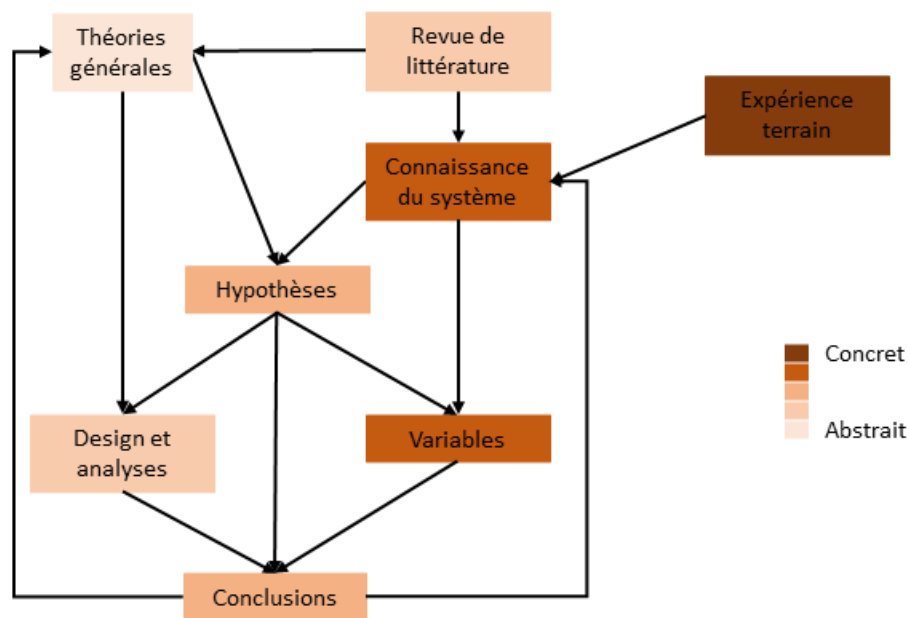 Théories
générales
Revue de
littérature
Expérience
terrain
Connaissance
du système
Hypothèses
Concret
Abstrait
Design et
analyses
Variables
Conclusions